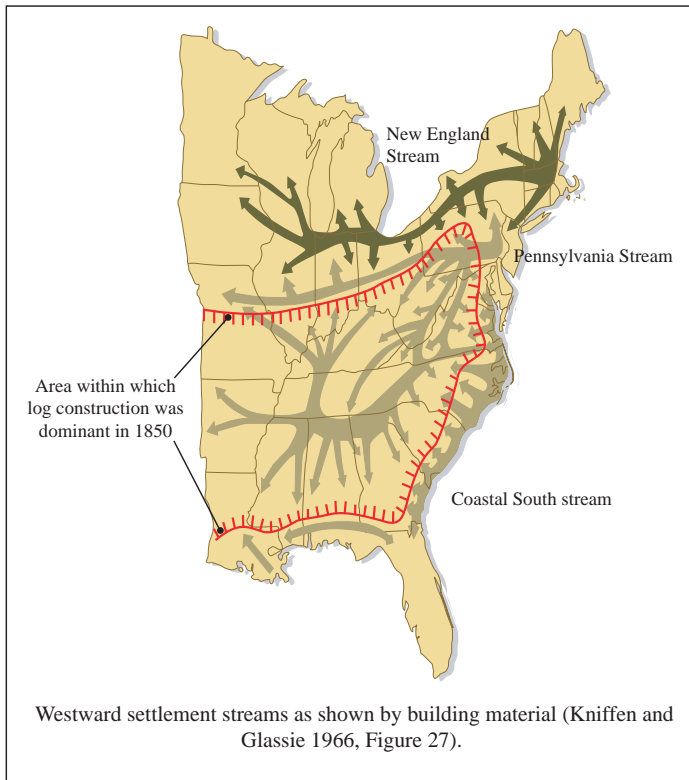 New England
Stream
Pennsylvania Stream
Area within which
log construction was
dominant in 1850
Coastal South stream
Westward settlement streams as shown by building material (Kniffen and
Glassie 1966, Figure 27).